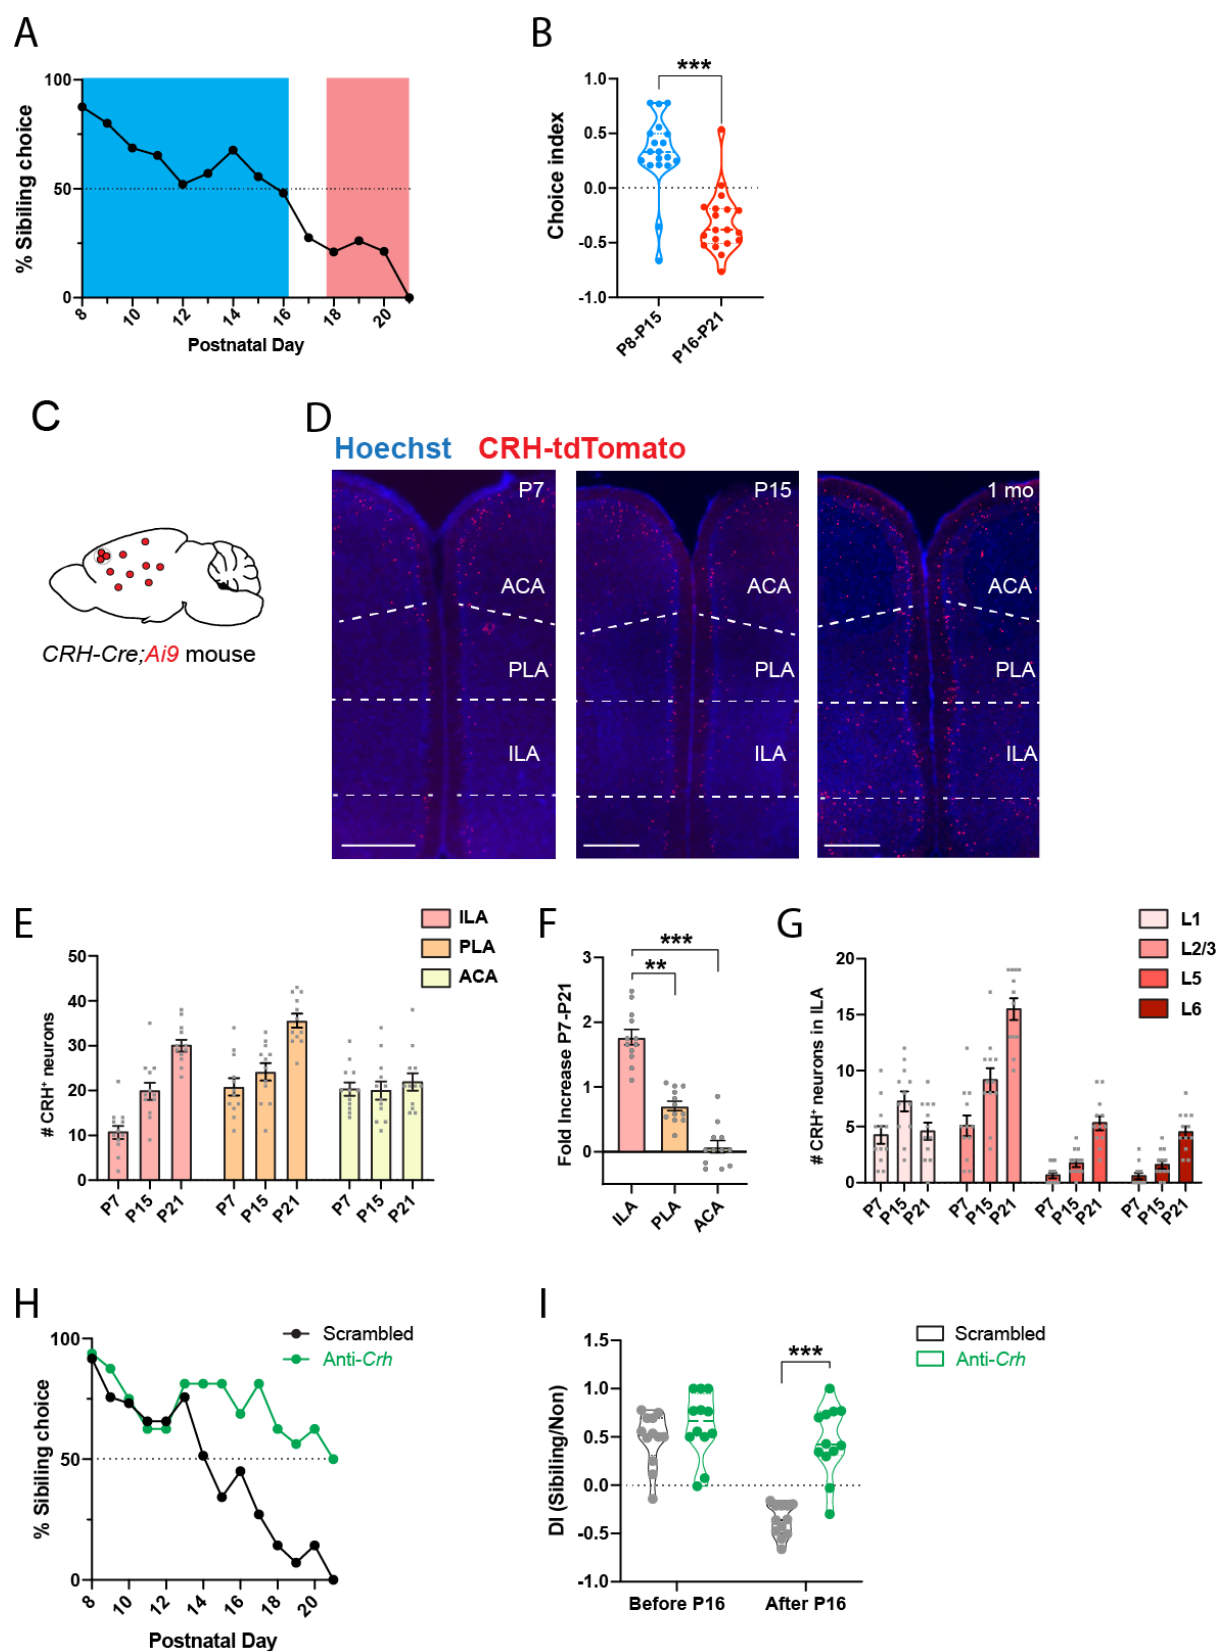 A
% Sibiling choice
100
50
0
8
10
12
14
16
18
20
Postnatal Day
B
***
Choice index
1.0
0.5
0.0
-0.5
-1.0
P8-P15
P16-P21
C
CRH-Cre;Ai9 mouse
D
Hoechst CRH-tdTomato
P7
ACA
PLA
ILA
P15
ACA
PLA
ILA
1 mo
ACA
PLA
ILA
E
ILA
PLA
ACA
# CRH⁺ neurons
50
40
30
20
10
0
P7
P15
P21
P7
P15
P21
P7
P15
P21
F
***
**
Fold Increase P7-P21
3
2
1
0
ILA
PLA
ACA
G
L1
L2/3
L5
L6
# CRH⁺ neurons in ILA
20
15
10
5
0
P7
P15
P21
P7
P15
P21
P7
P15
P21
P7
P15
P21
H
Scrambled
Anti-Crh
% Sibiling choice
100
50
0
8
10
12
14
16
18
20
Postnatal Day
I
Scrambled
Anti-Crh
***
DI (Sibiling/Non)
1.5
1.0
0.5
0.0
-0.5
-1.0
Before P16
After P16